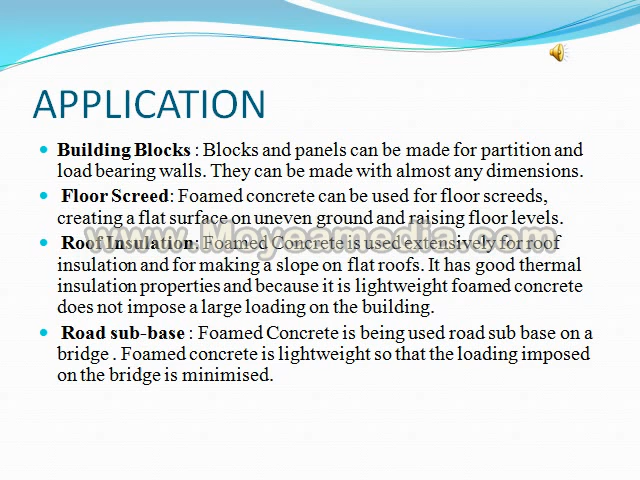 APPLICATION
Building Blocks : Blocks and panels can be made for partition and
load bearing walls. They can be made with almost any dimensions.
Floor Screed: Foamed concrete can be used for floor screeds,
creating a flat surface on uneven ground and raising floor levels.
www.Moyeamedia.com
Roof Insulation: Foamed Concrete is used extensively for roof
insulation and for making a slope on flat roofs. It has good thermal
insulation properties and because it is lightweight foamed concrete
does not impose a large loading on the building.
Road sub-base : Foamed Concrete is being used road sub base on a
bridge . Foamed concrete is lightweight so that the loading imposed
on the bridge is minimised.